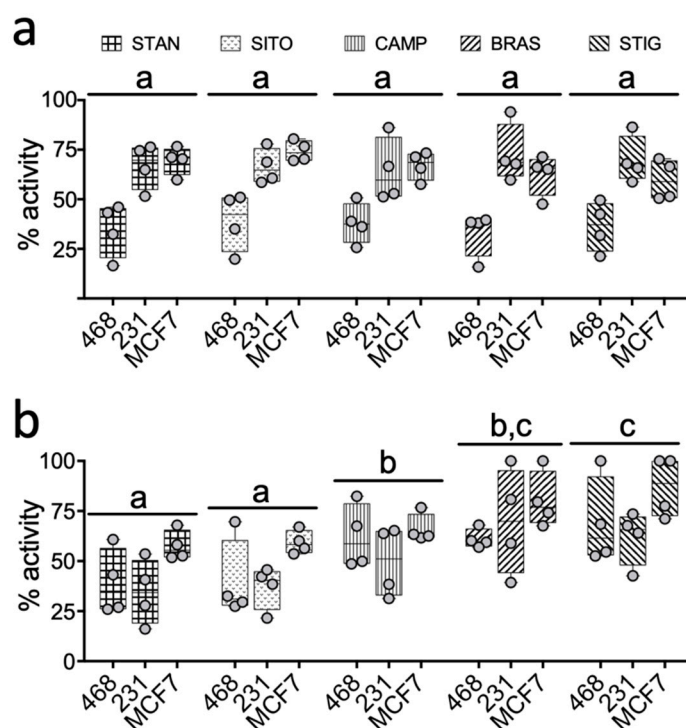 a
STAN SITO CAMP BRAS STIG
a a a a a
100
75
50
25
% activity
468 231 MCF7 468 231 MCF7 468 231 MCF7 468 231 MCF7 468 231 MCF7
b
a a b b,c c
100
75
50
25
0
% activity
468 231 MCF7 468 231 MCF7 468 231 MCF7 468 231 MCF7 468 231 MCF7